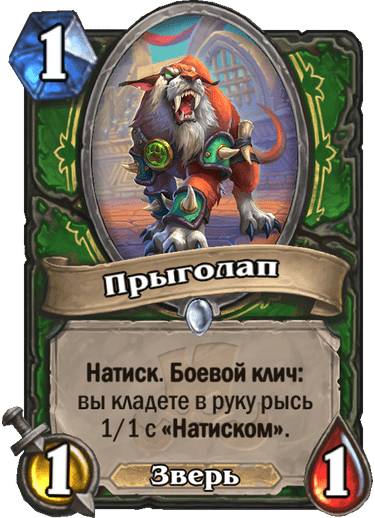 1
Прыголап
Натиск. Боевой клич:
вы кладете в руку рысь
1/1 с «Натиском».
1
Зверь
1